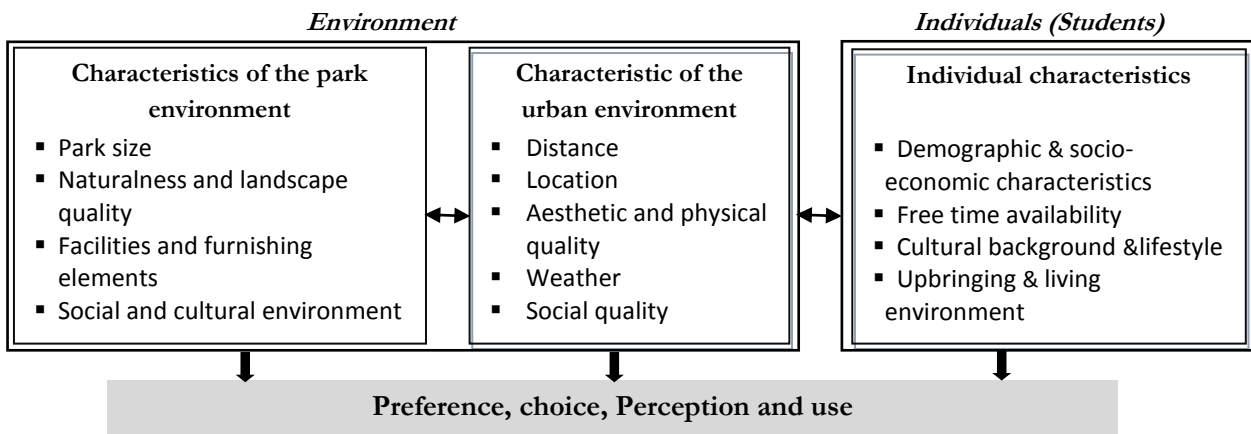 Environment
Individuals (Students)
Characteristics of the park
environment
▪ Park size
▪ Naturalness and landscape
quality
▪ Facilities and furnishing
elements
▪ Social and cultural environment
Characteristic of the
urban environment
▪ Distance
▪ Location
▪ Aesthetic and physical
quality
▪ Weather
▪ Social quality
Individual characteristics
▪ Demographic & socio-
economic characteristics
▪ Free time availability
▪ Cultural background &lifestyle
▪ Upbringing & living
environment
Preference, choice, Perception and use